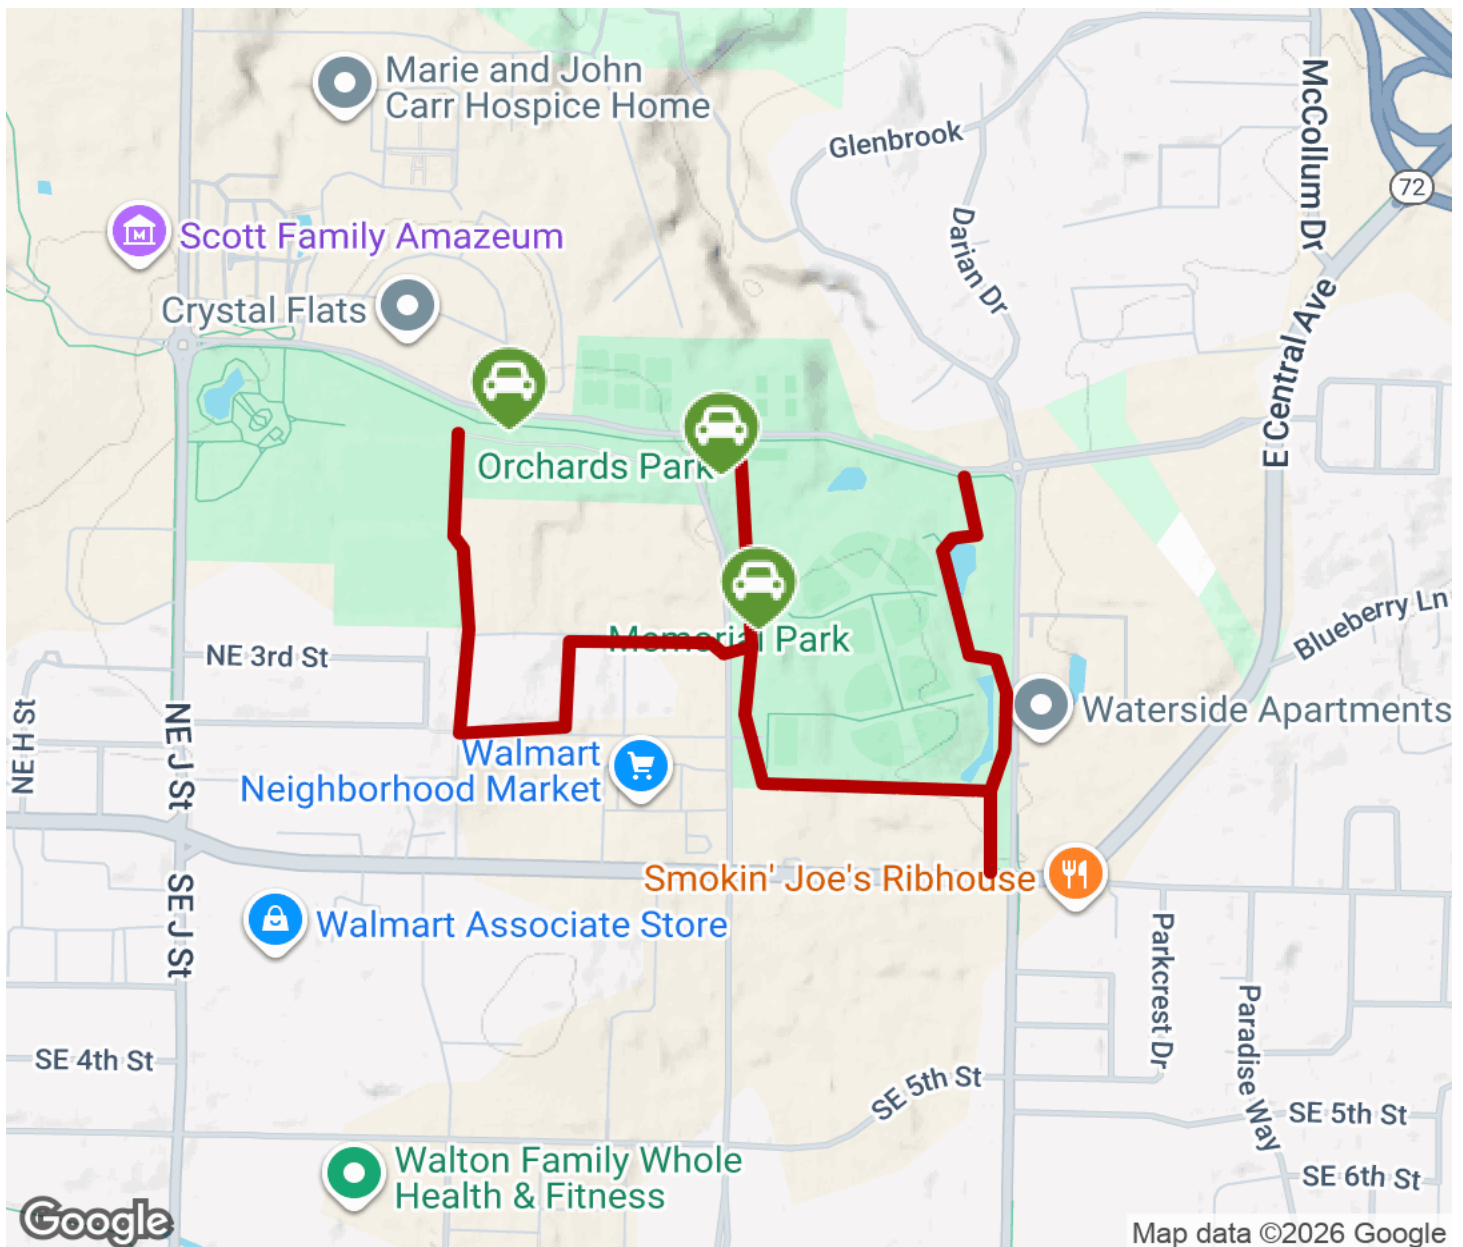 Marie and John
Carr Hospice Home
Glenbrook
McCollum Dr
72
Scott Family Amazeum
Darian Dr
Crystal Flats
E Central Ave
Orchards Park
Blueberry Ln
NE 3rd St
Memorial Park
NE H St
NE J St
Waterside Apartments
Walmart
Neighborhood Market
Smokin' Joe's Ribhouse
SE J St
Walmart Associate Store
Parkcrest Dr
Paradise Way
SE 4th St
SE 5th St
SE 5th St
Walton Family Whole
Health & Fitness
SE 6th St
Google
Map data ©2026 Google